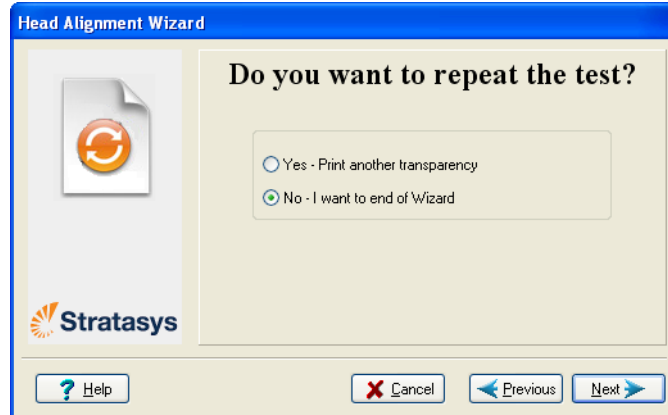 Head Alignment Wizard
Do you want to repeat the test?
Yes - Print another transparency
No - I want to end of Wizard
Stratasys
? Help
Cancel
Previous
Next